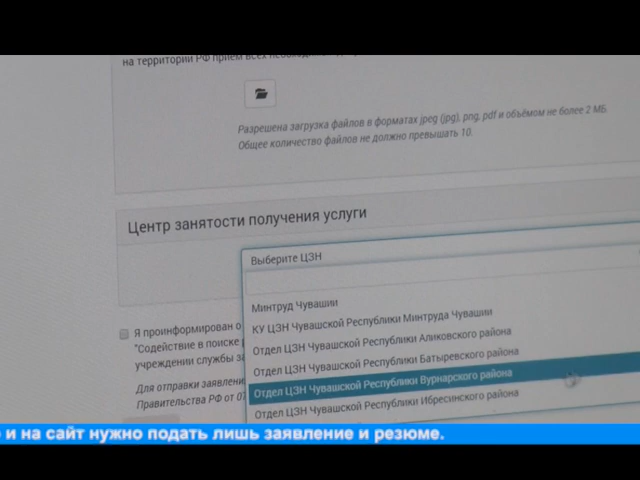 на территории РФ прием всех
Разрешена загрузка файлов в форматах jpeg (jpg), png, pdf и объёмом не более 2 МБ.
Общее количество файлов не должно превышать 10.
Центр занятости получения услуги
Выберите ЦЗН
Минтруд Чувашии
КУ ЦЗН Чувашской Республики Минтруда Чувашии
Отдел ЦЗН Чувашской Республики Аликовского района
Отдел ЦЗН Чувашской Республики Батыревского района
Отдел ЦЗН Чувашской Республики Вурнарского района
Отдел ЦЗН Чувашской Республики Ибресинского района
Я проинформирован о
"Содействие в поиске
учреждении службы
Для отправки заявлени
Правительства РФ от 07
и на сайт нужно подать лишь заявление и резюме.